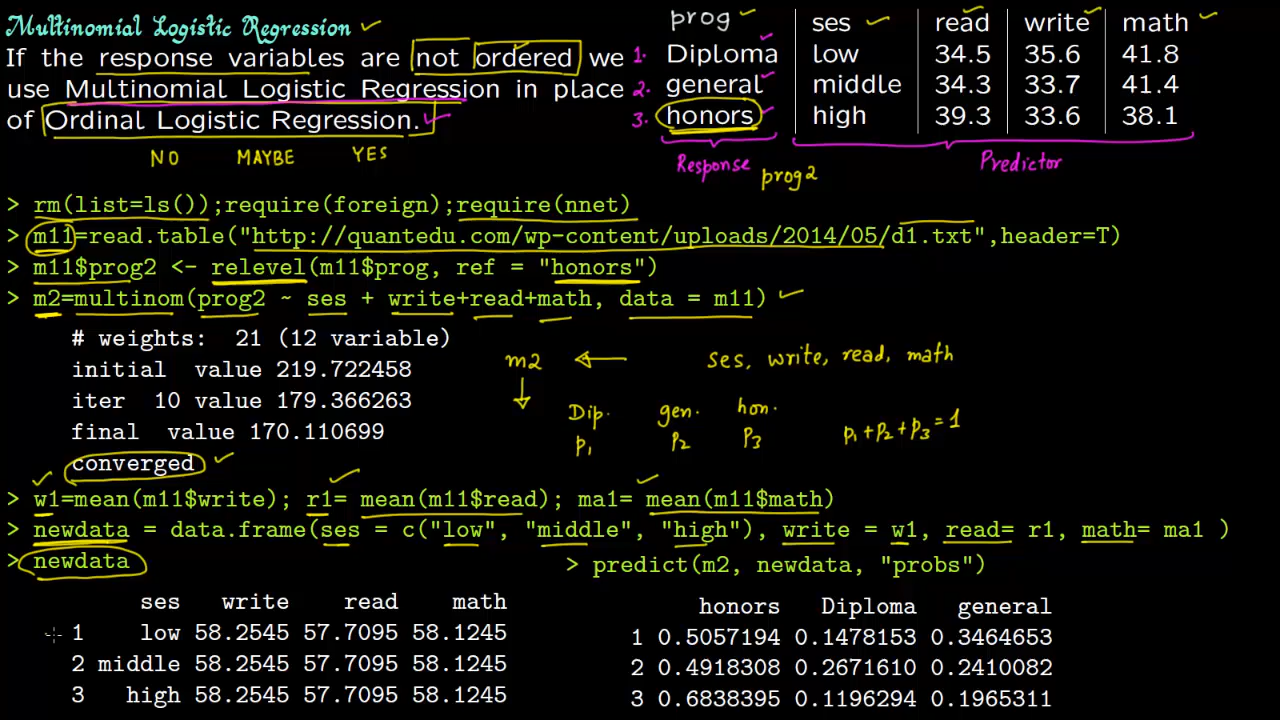 Multinomial Logistic Regression
If the response variables are not ordered we
use Multinomial Logistic Regression in place
of Ordinal Logistic Regression.
NO MAYBE YES
prog ses read write math
1. Diploma low 34.5 35.6 41.8
2. general middle 34.3 33.7 41.4
3. honors high 39.3 33.6 38.1
Response prog2 Predictor
> rm(list=ls());require(foreign);require(nnet)
> m11=read.table("http://quantedu.com/wp-content/uploads/2014/05/d1.txt",header=T)
> m11$prog2 <- relevel(m11$prog, ref = "honors")
> m2=multinom(prog2 ~ ses + write+read+math, data = m11)
# weights: 21 (12 variable)
initial value 219.722458
iter 10 value 179.366263
final value 170.110699
converged
m2 ← ses, write, read, math
↓
Dip. gen. hon.
p1 p2 p3 p1+p2+p3=1
> w1=mean(m11$write); r1= mean(m11$read); ma1= mean(m11$math)
> newdata = data.frame(ses = c("low", "middle", "high"), write = w1, read= r1, math= ma1 )
> newdata
ses write read math
1 low 58.2545 57.7095 58.1245
2 middle 58.2545 57.7095 58.1245
3 high 58.2545 57.7095 58.1245
> predict(m2, newdata, "probs")
honors Diploma general
1 0.5057194 0.1478153 0.3464653
2 0.4918308 0.2671610 0.2410082
3 0.6838395 0.1196294 0.1965311